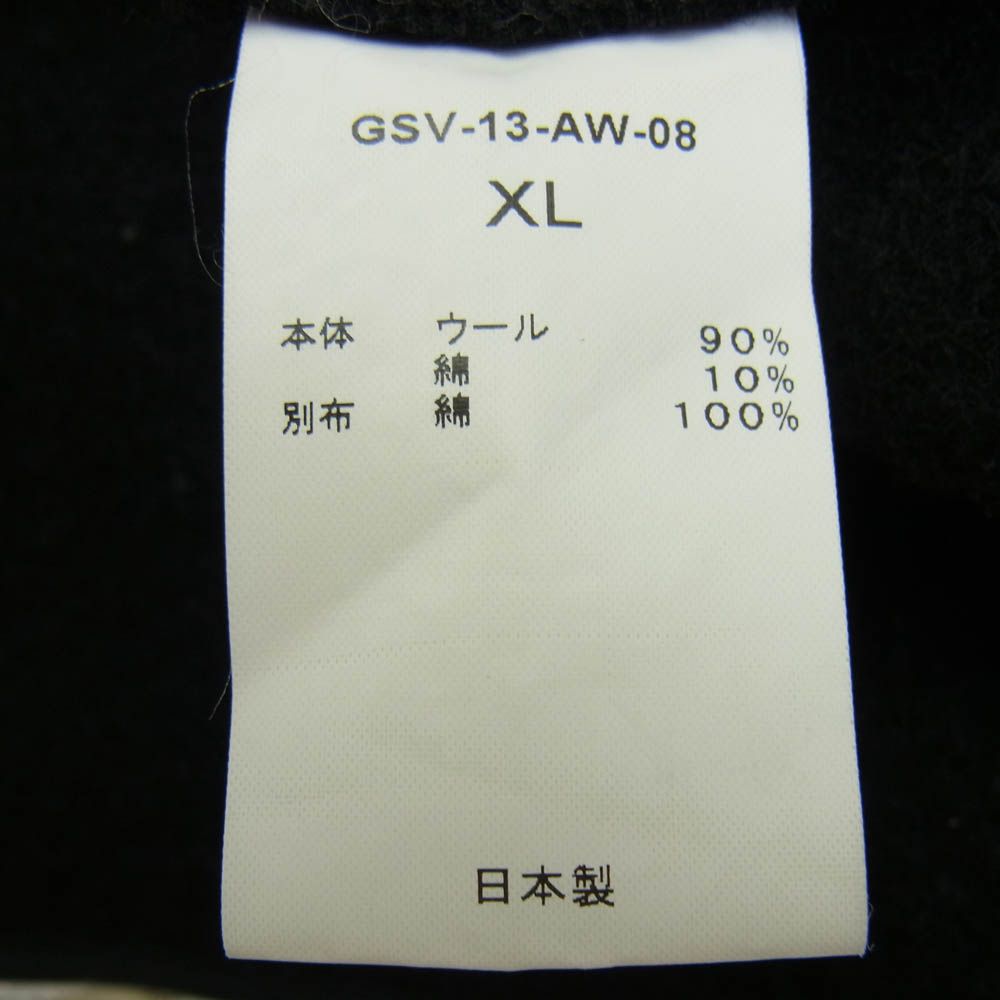 GSV-13-AW-08
XL
本体 ウール 90%
綿 10%
別布 綿 100%
日本製